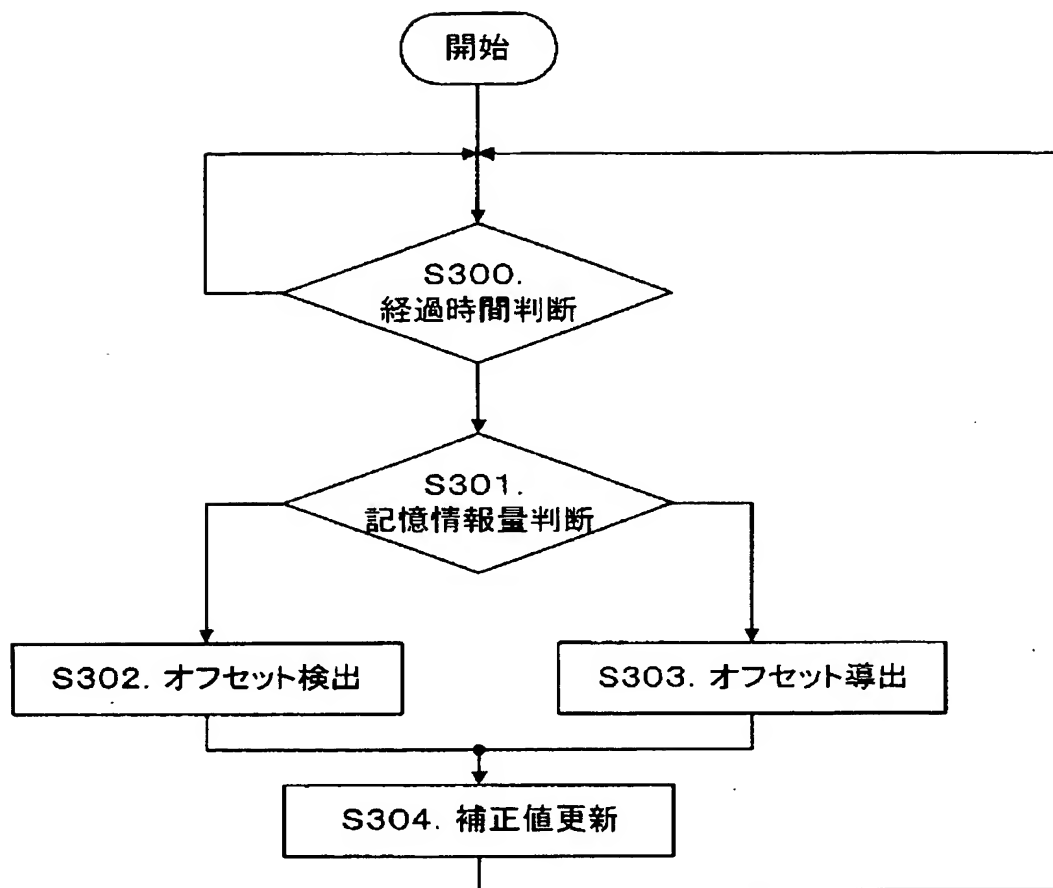 開始
S300.
経過時間判断
S301.
記憶情報量判断
S302. オフセット検出
S303. オフセット導出
S304. 補正値更新